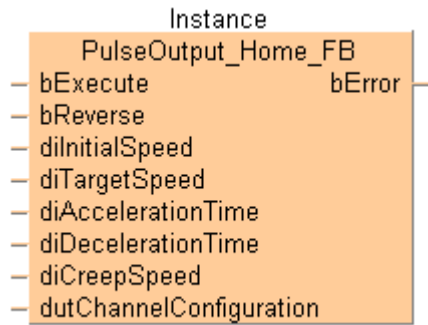 Instance
PulseOutput_Home_FB
bExecute bError
bReverse
diInitialSpeed
diTargetSpeed
diAccelerationTime
diDecelerationTime
diCreepSpeed
dutChannelConfiguration